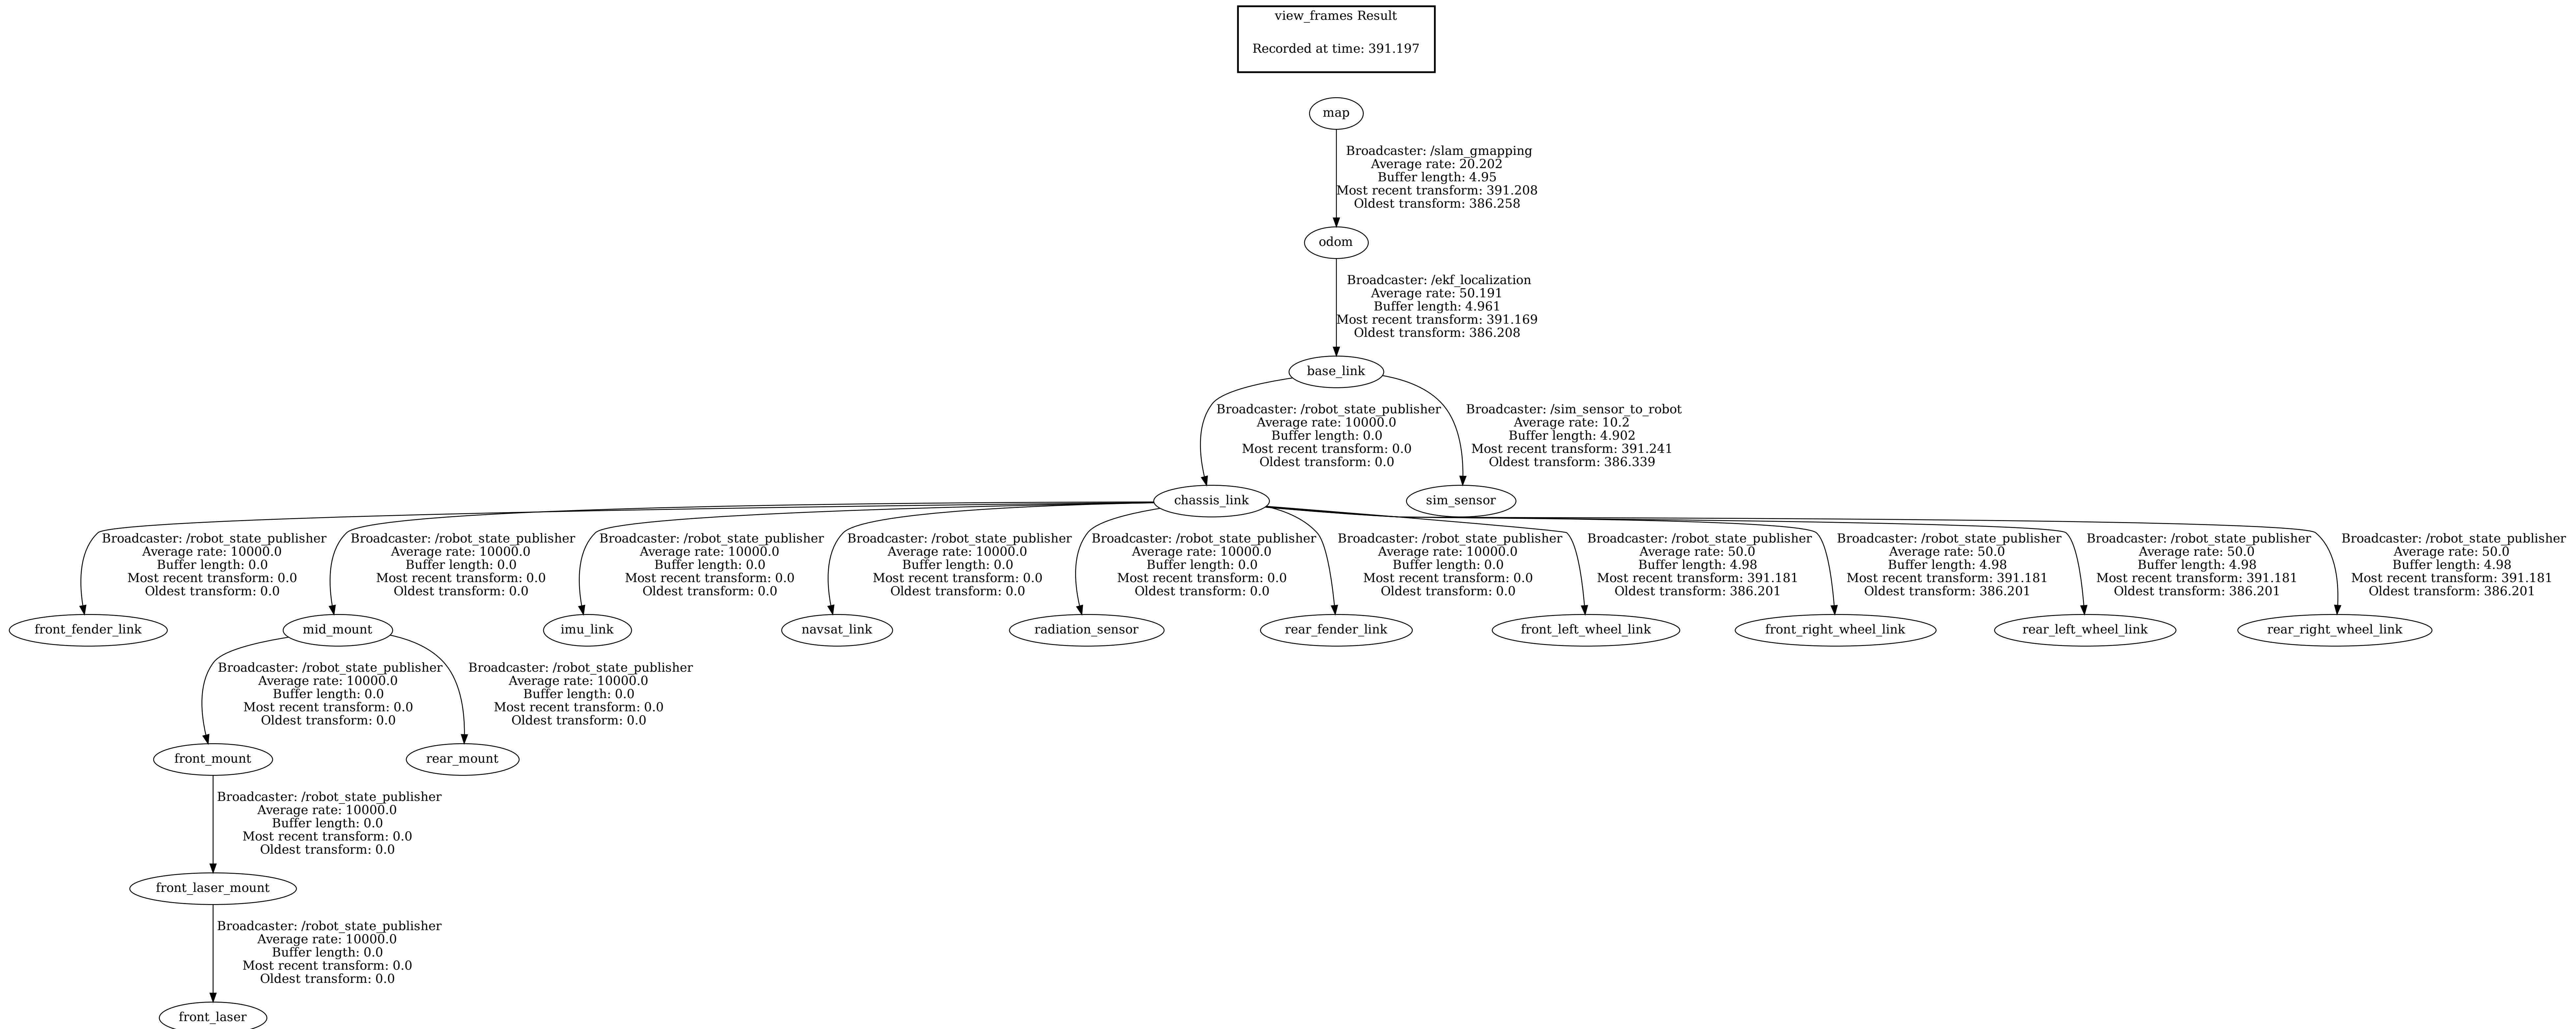 view_frames Result
Recorded at time: 391.197
map
Broadcaster: /slam_gmapping
Average rate: 20.202
Buffer length: 4.95
Most recent transform: 391.208
Oldest transform: 386.258
odom
Broadcaster: /ekf_localization
Average rate: 50.191
Buffer length: 4.961
Most recent transform: 391.169
Oldest transform: 386.208
base_link
Broadcaster: /robot_state_publisher
Average rate: 10000.0
Buffer length: 0.0
Most recent transform: 0.0
Oldest transform: 0.0
Broadcaster: /sim_sensor_to_robot
Average rate: 10.2
Buffer length: 4.902
Most recent transform: 391.241
Oldest transform: 386.339
chassis_link
sim_sensor
Broadcaster: /robot_state_publisher
Average rate: 10000.0
Buffer length: 0.0
Most recent transform: 0.0
Oldest transform: 0.0
Broadcaster: /robot_state_publisher
Average rate: 10000.0
Buffer length: 0.0
Most recent transform: 0.0
Oldest transform: 0.0
Broadcaster: /robot_state_publisher
Average rate: 10000.0
Buffer length: 0.0
Most recent transform: 0.0
Oldest transform: 0.0
Broadcaster: /robot_state_publisher
Average rate: 10000.0
Buffer length: 0.0
Most recent transform: 0.0
Oldest transform: 0.0
Broadcaster: /robot_state_publisher
Average rate: 10000.0
Buffer length: 0.0
Most recent transform: 0.0
Oldest transform: 0.0
Broadcaster: /robot_state_publisher
Average rate: 10000.0
Buffer length: 0.0
Most recent transform: 0.0
Oldest transform: 0.0
Broadcaster: /robot_state_publisher
Average rate: 50.0
Buffer length: 4.98
Most recent transform: 391.181
Oldest transform: 386.201
Broadcaster: /robot_state_publisher
Average rate: 50.0
Buffer length: 4.98
Most recent transform: 391.181
Oldest transform: 386.201
Broadcaster: /robot_state_publisher
Average rate: 50.0
Buffer length: 4.98
Most recent transform: 391.181
Oldest transform: 386.201
Broadcaster: /robot_state_publisher
Average rate: 50.0
Buffer length: 4.98
Most recent transform: 391.181
Oldest transform: 386.201
front_fender_link
mid_mount
imu_link
navsat_link
radiation_sensor
rear_fender_link
front_left_wheel_link
front_right_wheel_link
rear_left_wheel_link
rear_right_wheel_link
Broadcaster: /robot_state_publisher
Average rate: 10000.0
Buffer length: 0.0
Most recent transform: 0.0
Oldest transform: 0.0
Broadcaster: /robot_state_publisher
Average rate: 10000.0
Buffer length: 0.0
Most recent transform: 0.0
Oldest transform: 0.0
front_mount
rear_mount
Broadcaster: /robot_state_publisher
Average rate: 10000.0
Buffer length: 0.0
Most recent transform: 0.0
Oldest transform: 0.0
front_laser_mount
Broadcaster: /robot_state_publisher
Average rate: 10000.0
Buffer length: 0.0
Most recent transform: 0.0
Oldest transform: 0.0
front_laser